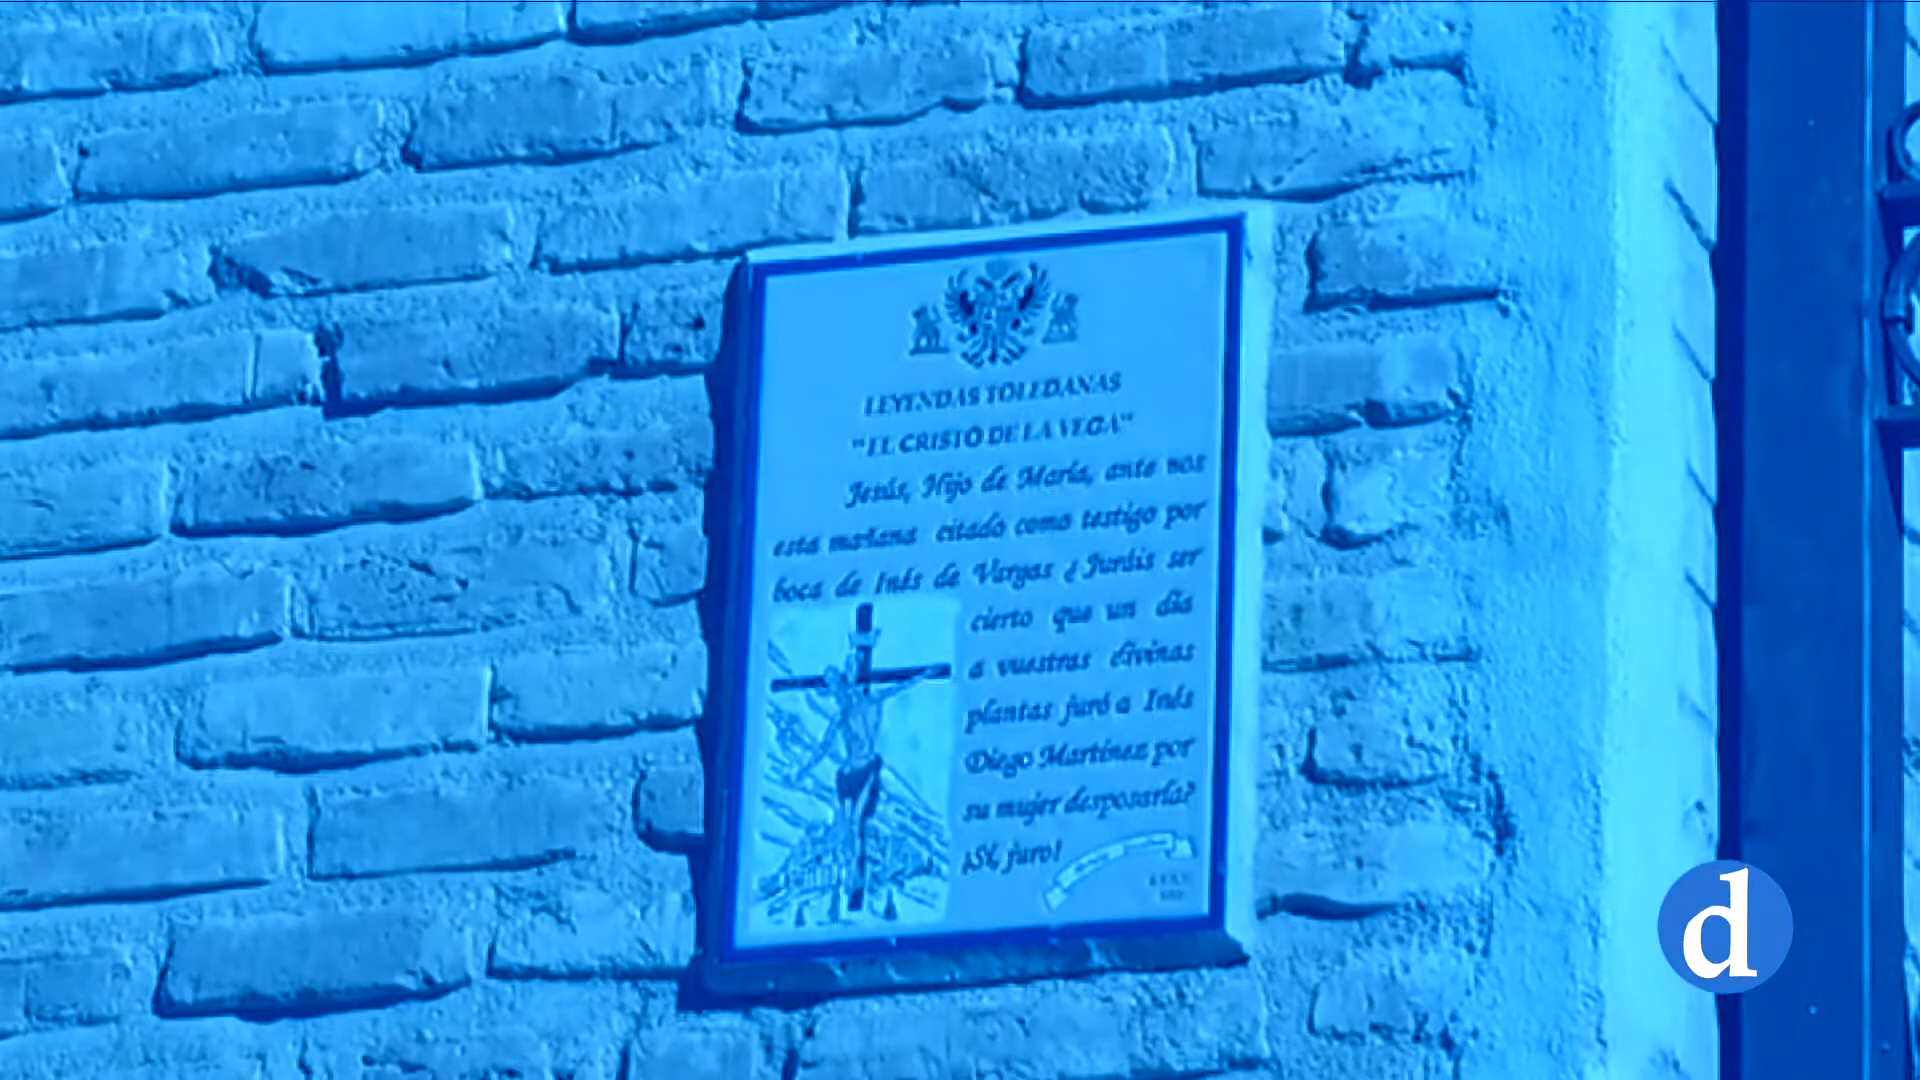 LEYENDAS TOLEDANAS
"EL CRISTO DE LA VEGA"
Jesús, Hijo de María, ante nos
esta mañana citado como testigo por
boca de Inés de Vargas ¿Juráis ser
cierto que un día
a vuestras divinas
plantas juró a Inés
Diego Martínez por
su mujer desposarla?
¡Sí, juro!
d